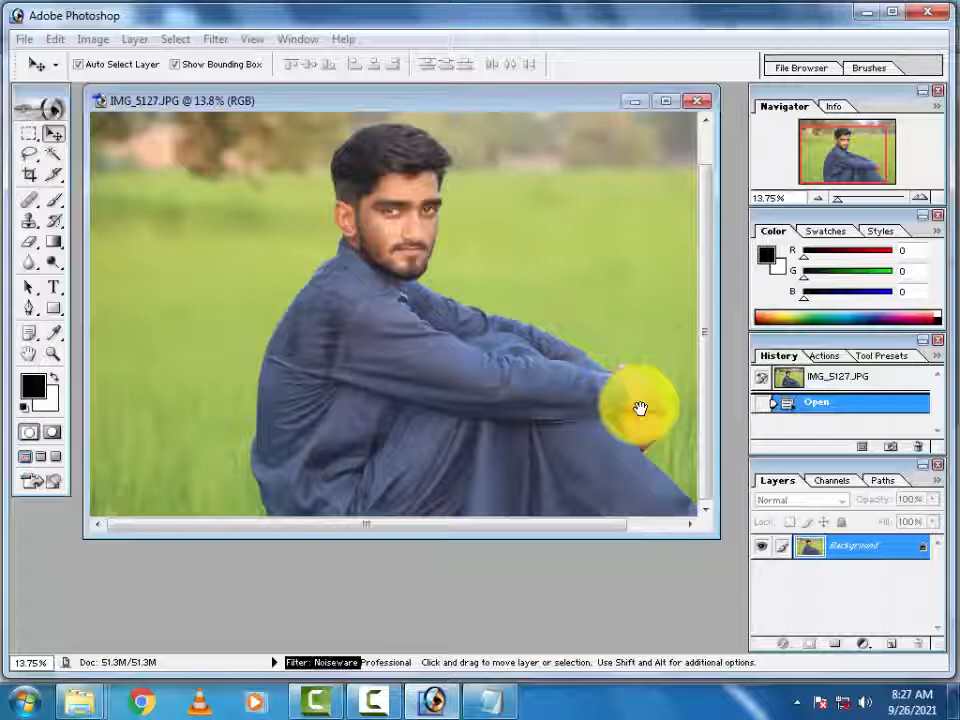 Adobe Photoshop
File Edit Image Layer Select Filter View Window Help
Auto Select Layer Show Bounding Box
File Browser Brushes
IMG_5127.JPG @ 13.8% (RGB)
Navigator Info
13.75%
Color Swatches Styles
R 0
G 0
B 0
History Actions Tool Presets
IMG_5127.JPG
Open
Layers Channels Paths
Normal Opacity: 100%
Lock: Fill: 100%
Background
13.75% Doc: 51.3M/51.3M Filter: Noiseware Professional Click and drag to move layer or selection. Use Shift and Alt for additional options.
8:27 AM
9/26/2021